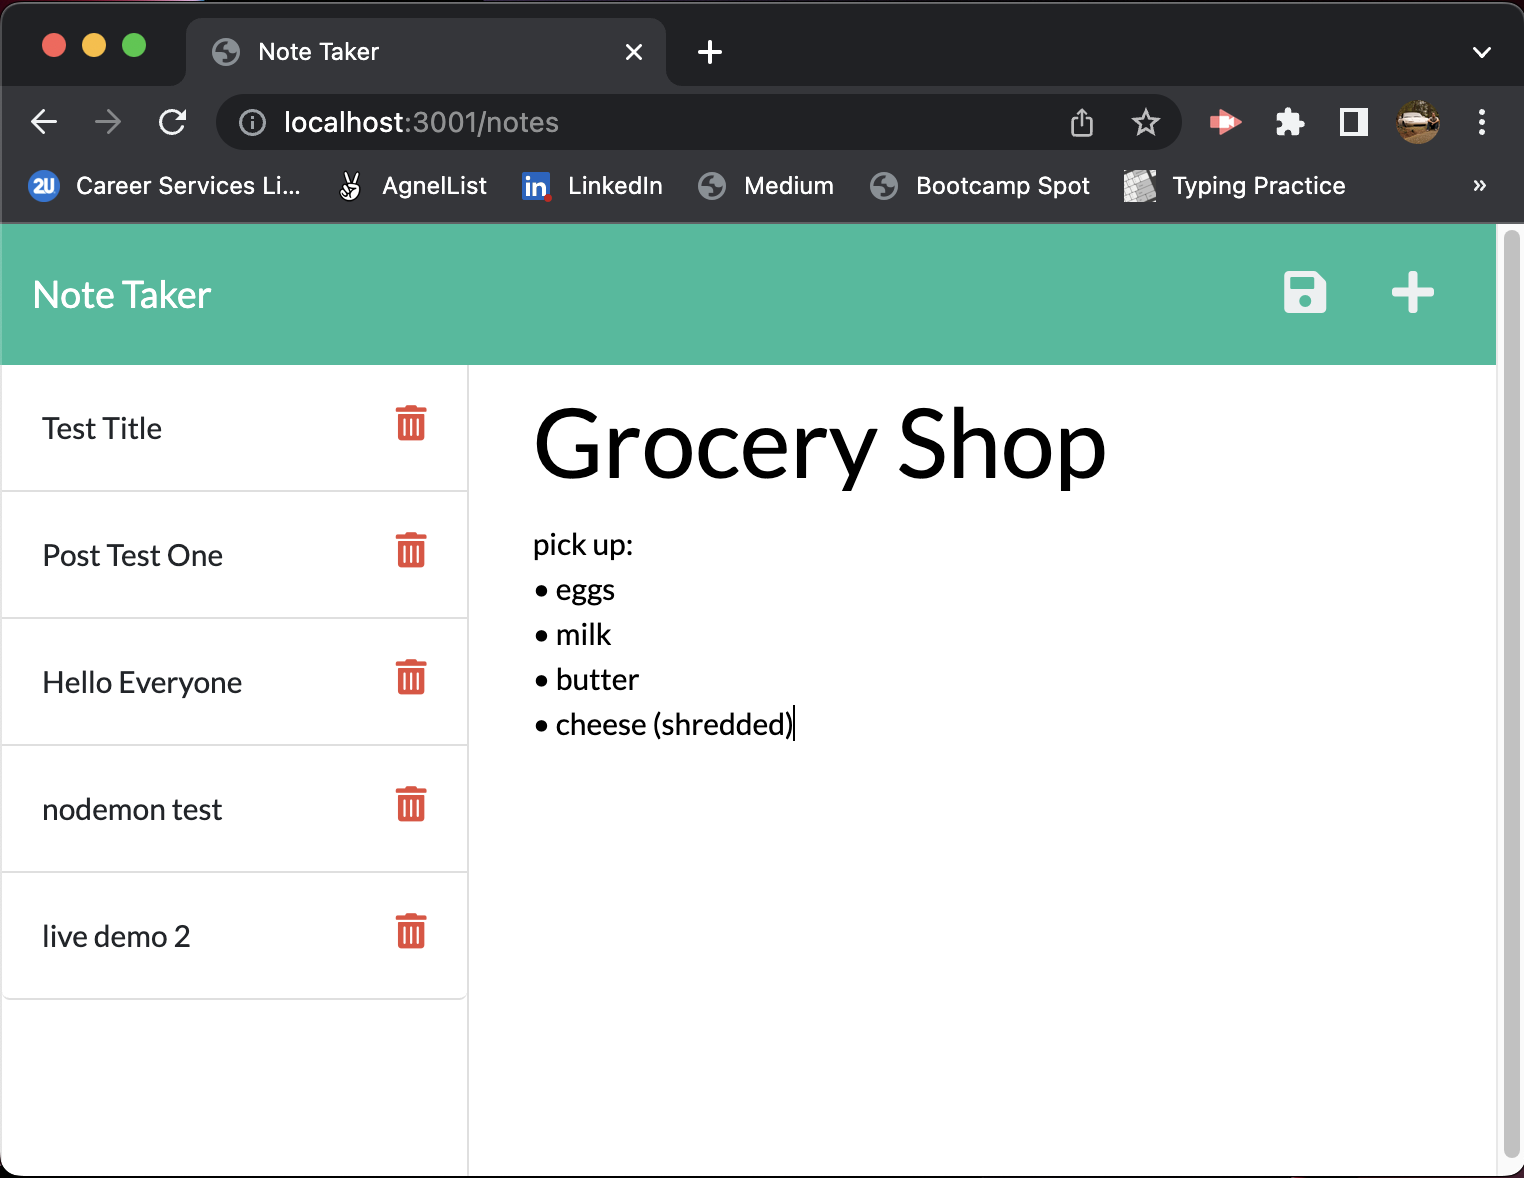 Note Taker
localhost:3001/notes
2U Career Services Li... AgnelList in LinkedIn Medium Bootcamp Spot Typing Practice »
Note Taker
Test Title
Post Test One
Hello Everyone
nodemon test
live demo 2
Grocery Shop
pick up:
• eggs
• milk
• butter
• cheese (shredded)